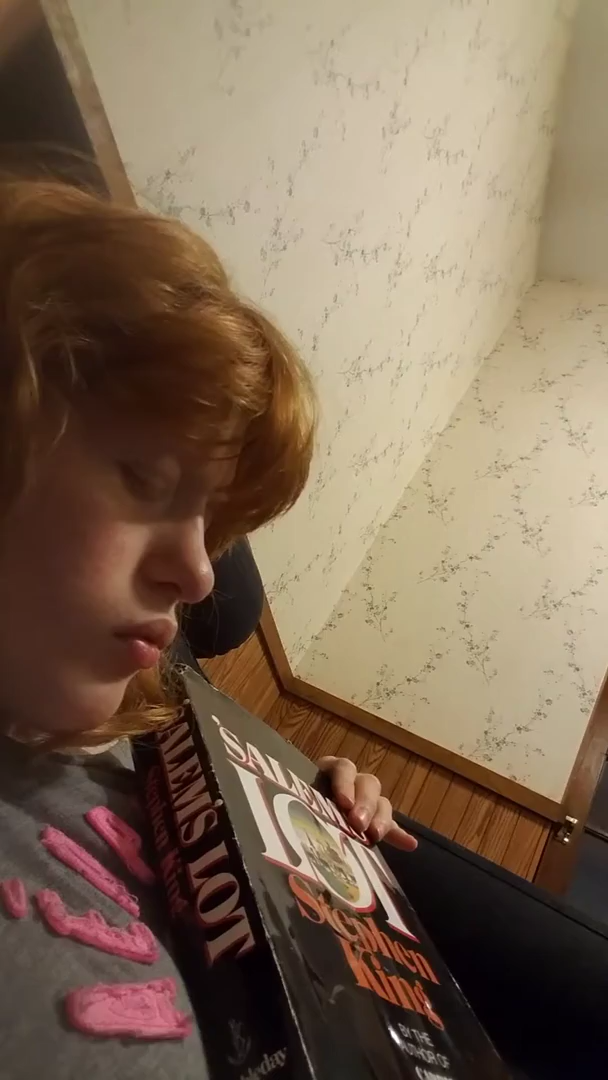 'SALEM'S
LOT
Stephen
King
BY THE
AUTHOR OF
SALEM'S LOT
Stephen King